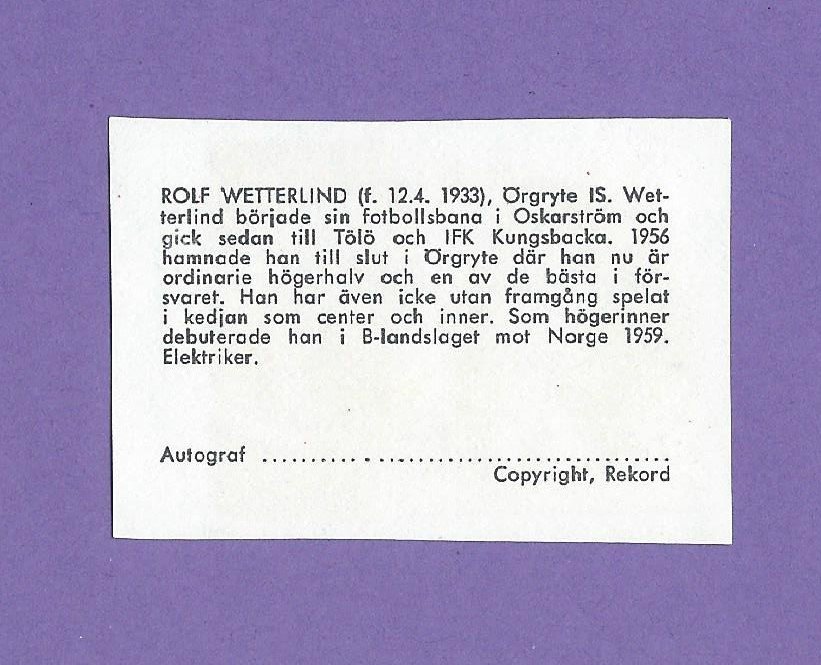 ROLF WETTERLIND (f. 12.4. 1933), Örgryte IS. Wet-
terlind började sin fotbollsbana i Oskarström och
gick sedan till Tölö och IFK Kungsbacka. 1956
hamnade han till slut i Örgryte där han nu är
ordinarie högerhalv och en av de bästa i för-
svaret. Han har även icke utan framgång spelat
i kedjan som center och inner. Som högerinner
debuterade han i B-landslaget mot Norge 1959.
Elektriker.
Autograf ..........................................
Copyright, Rekord